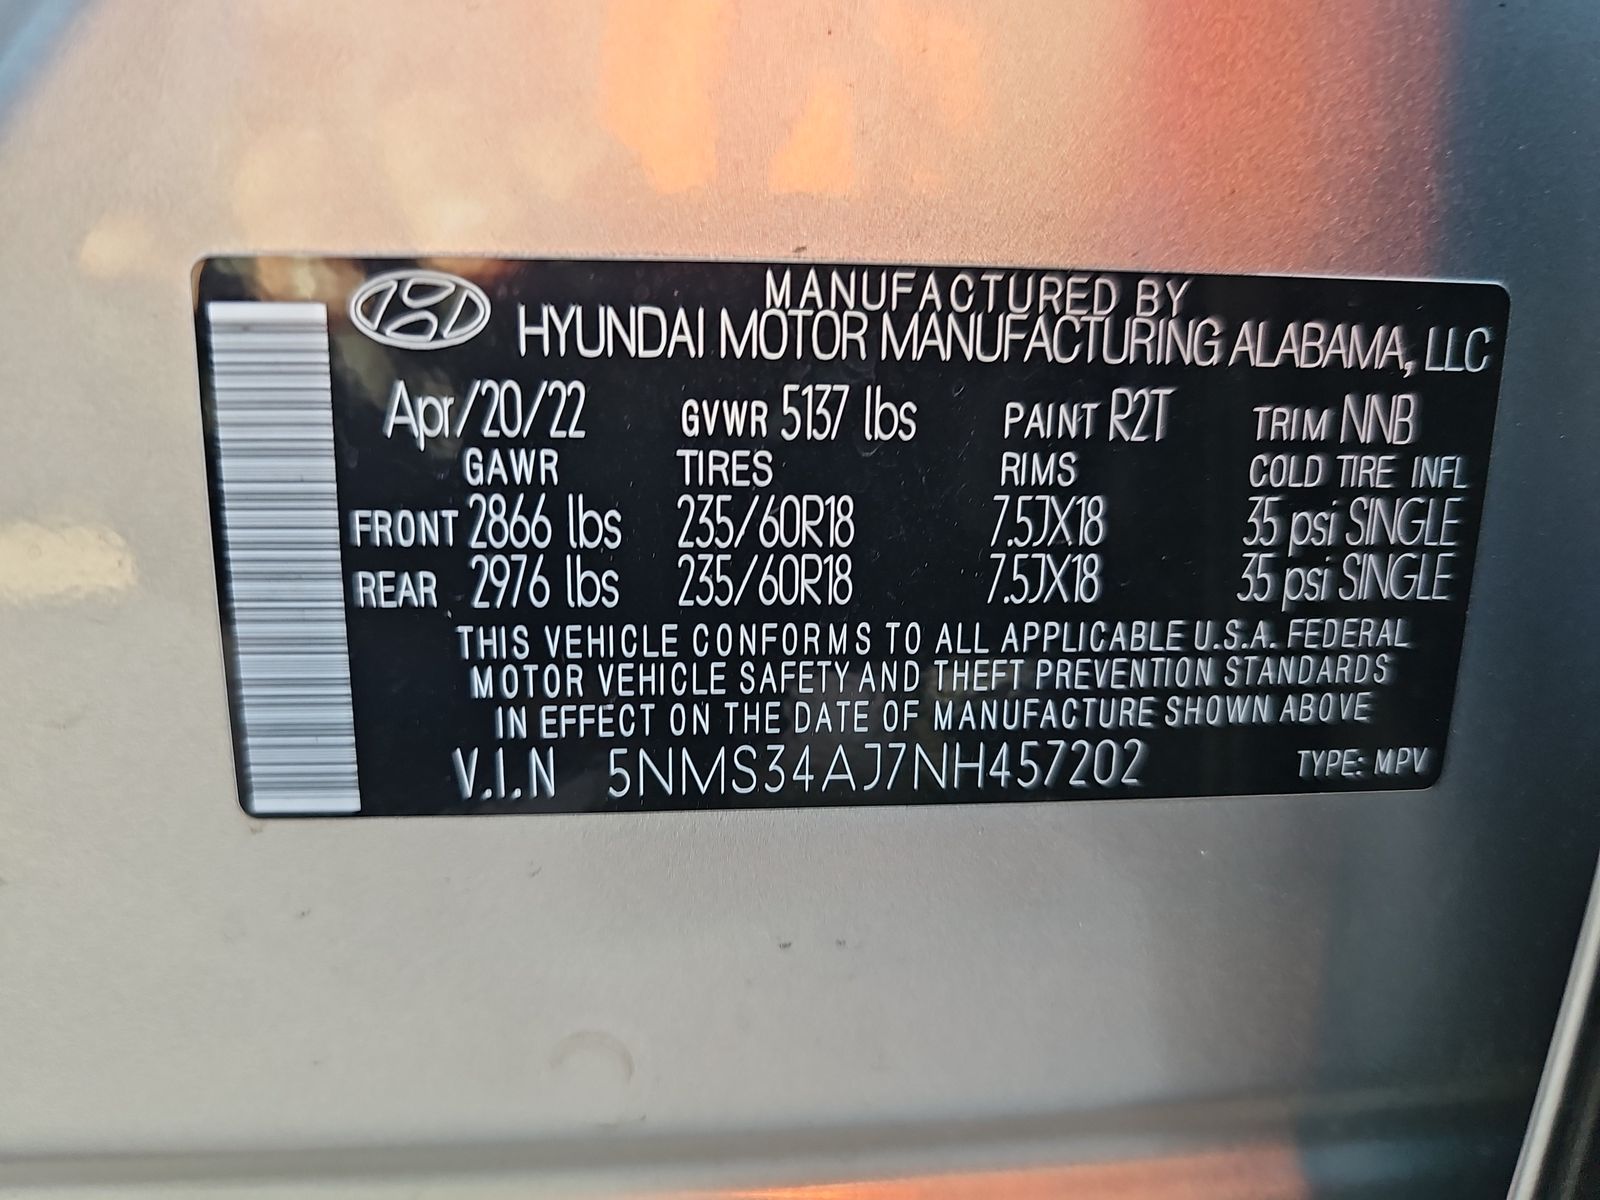 MANUFACTURED BY
HYUNDAI MOTOR MANUFACTURING ALABAMA, LLC
Apr/20/22 GVWR 5137 lbs PAINT R2T TRIM NNB
GAWR TIRES RIMS COLD TIRE INFL
FRONT 2866 lbs 235/60R18 7.5JX18 35 psi SINGLE
REAR 2976 lbs 235/60R18 7.5JX18 35 psi SINGLE
THIS VEHICLE CONFORMS TO ALL APPLICABLE U.S.A. FEDERAL
MOTOR VEHICLE SAFETY AND THEFT PREVENTION STANDARDS
IN EFFECT ON THE DATE OF MANUFACTURE SHOWN ABOVE
V.I.N 5NMS34AJ7NH457202 TYPE: MPV